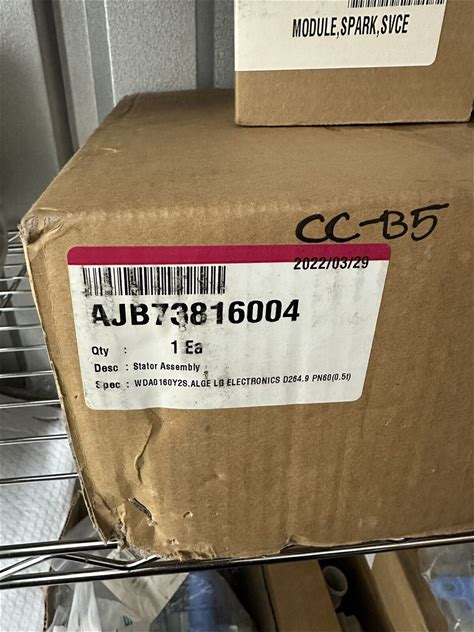 MODULE,SPARK,SVCE
CC-B5
2022/03/29
AJB73816004
Qty : 1 Ea
Desc : Stator Assembly
Spec : WDA0160Y2S.ALGE LG ELECTRONICS D264.9 PN60(0.5t)